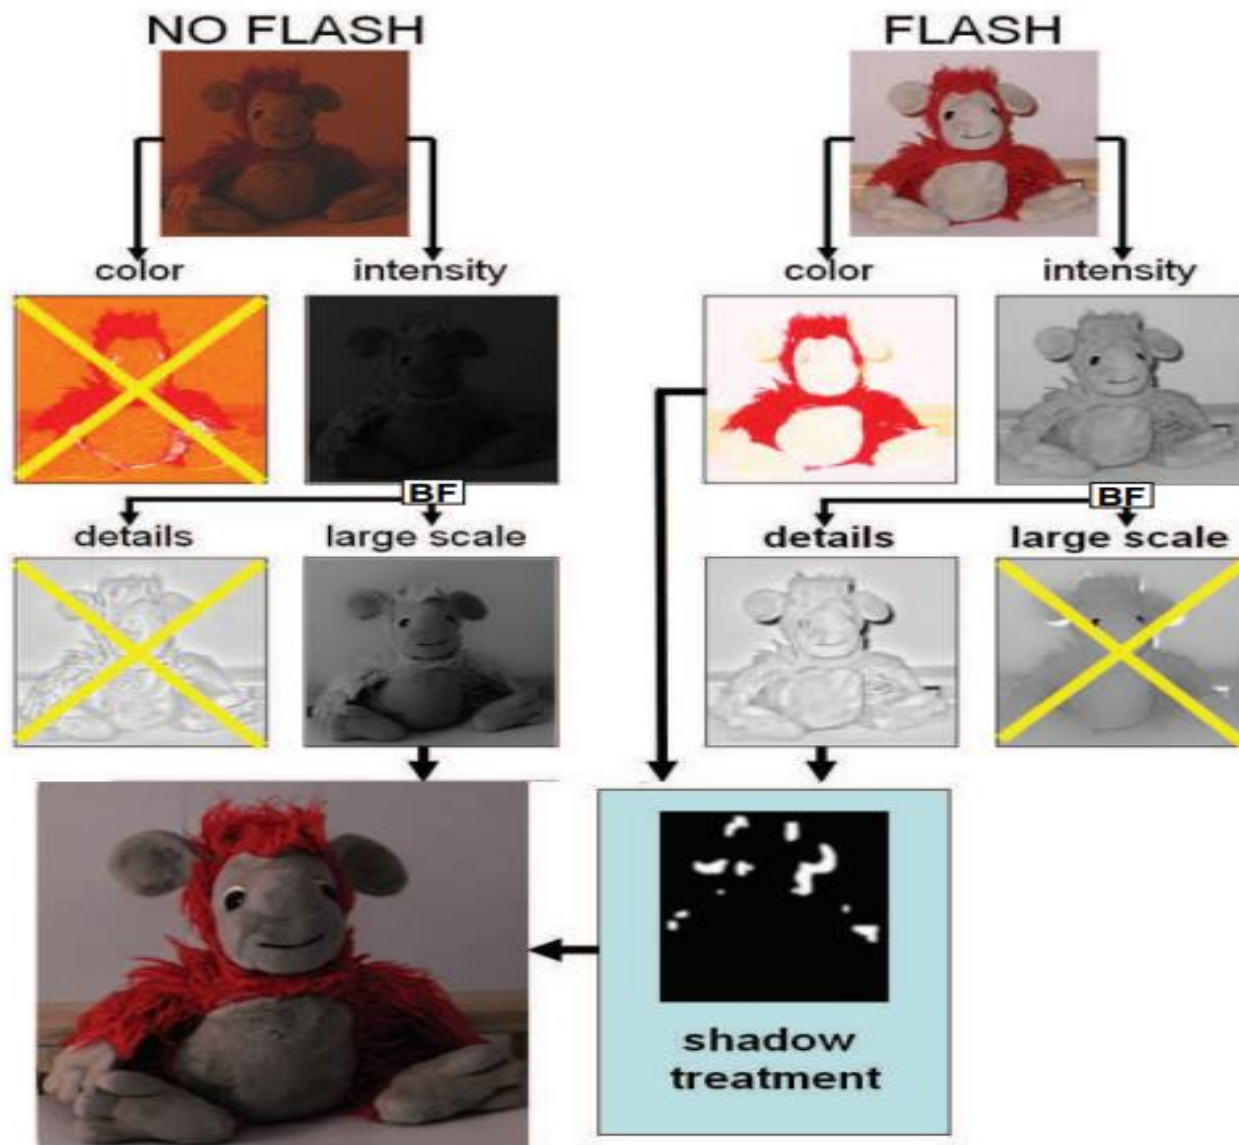 NO FLASH
FLASH
color
intensity
color
intensity
BF
BF
details
large scale
details
large scale
shadow
treatment